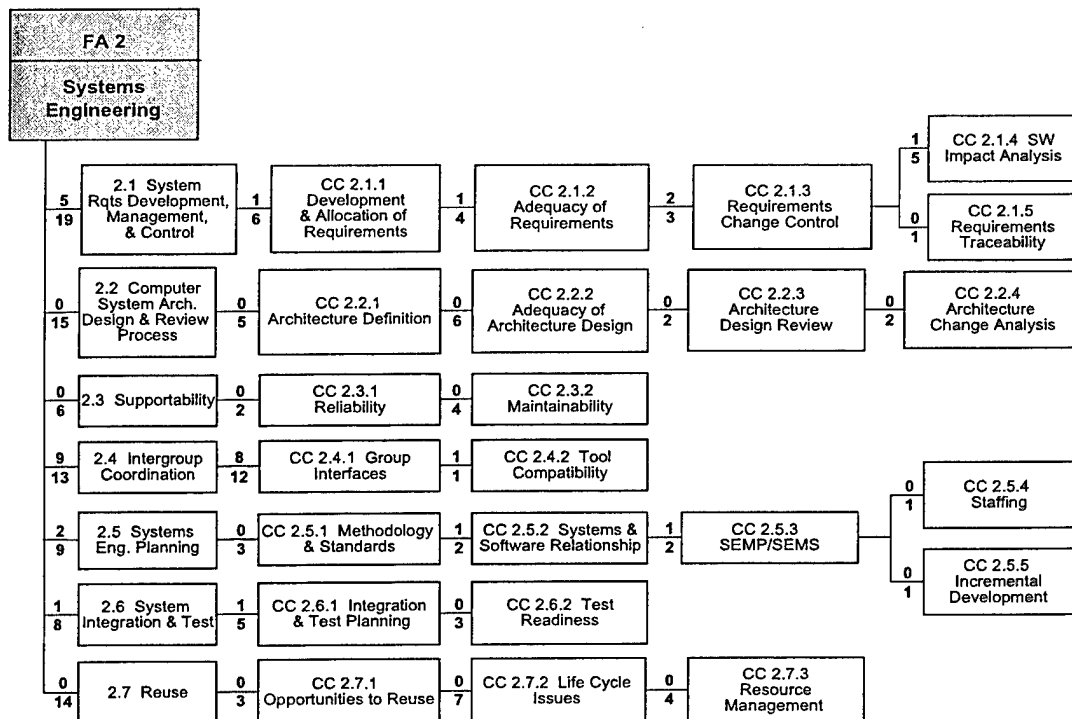 FA 2
Systems
Engineering
5
19
2.1 System
Rqts Development,
Management,
& Control
1
6
CC 2.1.1
Development
& Allocation of
Requirements
1
4
CC 2.1.2
Adequacy of
Requirements
2
3
CC 2.1.3
Requirements
Change Control
1
5
CC 2.1.4 SW
Impact Analysis
0
1
CC 2.1.5
Requirements
Traceability
0
15
2.2 Computer
System Arch.
Design & Review
Process
0
5
CC 2.2.1
Architecture Definition
0
6
CC 2.2.2
Adequacy of
Architecture Design
0
2
CC 2.2.3
Architecture
Design Review
0
2
CC 2.2.4
Architecture
Change Analysis
0
6
2.3 Supportability
0
2
CC 2.3.1
Reliability
0
4
CC 2.3.2
Maintainability
9
13
2.4 Intergroup
Coordination
8
12
CC 2.4.1 Group
Interfaces
1
1
CC 2.4.2 Tool
Compatibility
2
9
2.5 Systems
Eng. Planning
0
3
CC 2.5.1 Methodology
& Standards
1
2
CC 2.5.2 Systems &
Software Relationship
1
2
CC 2.5.3
SEMP/SEMS
0
1
CC 2.5.4
Staffing
0
1
CC 2.5.5
Incremental
Development
1
8
2.6 System
Integration & Test
1
5
CC 2.6.1 Integration
& Test Planning
0
3
CC 2.6.2 Test
Readiness
0
14
2.7 Reuse
0
3
CC 2.7.1
Opportunities to Reuse
0
7
CC 2.7.2 Life Cycle
Issues
0
4
CC 2.7.3
Resource
Management